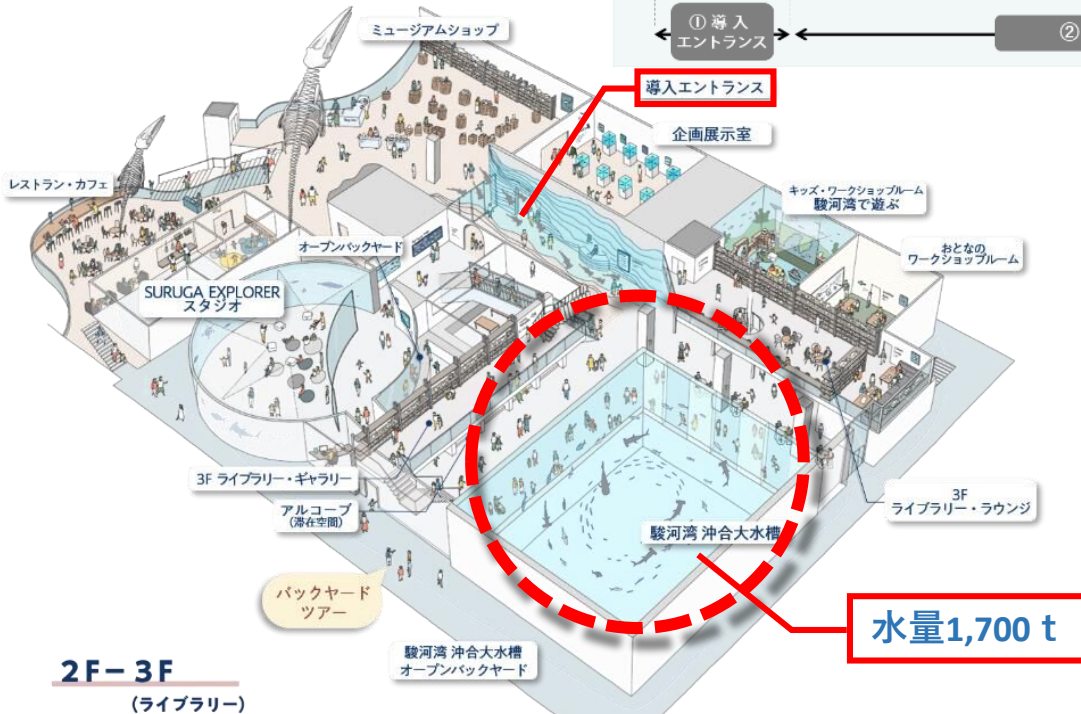 ① 導 入
エントランス
②
ミュージアムショップ
導入エントランス
企画展示室
レストラン・カフェ
キッズ・ワークショップルーム
駿河湾で遊ぶ
オープンバックヤード
おとなの
ワークショップルーム
SURUGA EXPLORER
スタジオ
3F ライブラリー・ギャラリー
アルコーブ
(滞在空間)
3F
ライブラリー・ラウンジ
駿河湾 沖合大水槽
バックヤード
ツアー
水量1,700 t
駿河湾 沖合大水槽
オープンバックヤード
2F－3F
(ライブラリー)